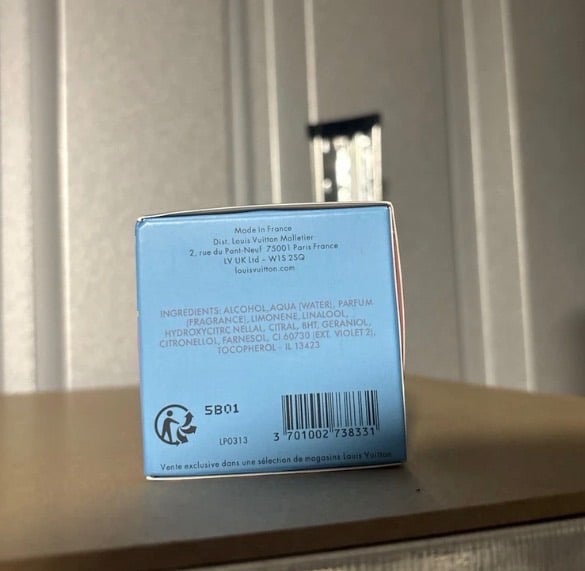 Made in France
Dist. Louis Vuitton Malletier
2, rue du Pont-Neuf 75001 Paris France
LV UK Ltd – W1S 2SQ
louisvuitton.com
INGREDIENTS: ALCOHOL, AQUA (WATER), PARFUM
(FRAGRANCE), LIMONENE, LINALOOL,
HYDROXYCITRC NELLAL, CITRAL, BHT, GERANIOL,
CITRONELLOL, FARNESOL, CI 60730 (EXT. VIOLET 2),
TOCOPHEROL - IL 13423
5B01
LP0313
3 701002 738331
Vente exclusive dans une sélection de magasins Louis Vuitton